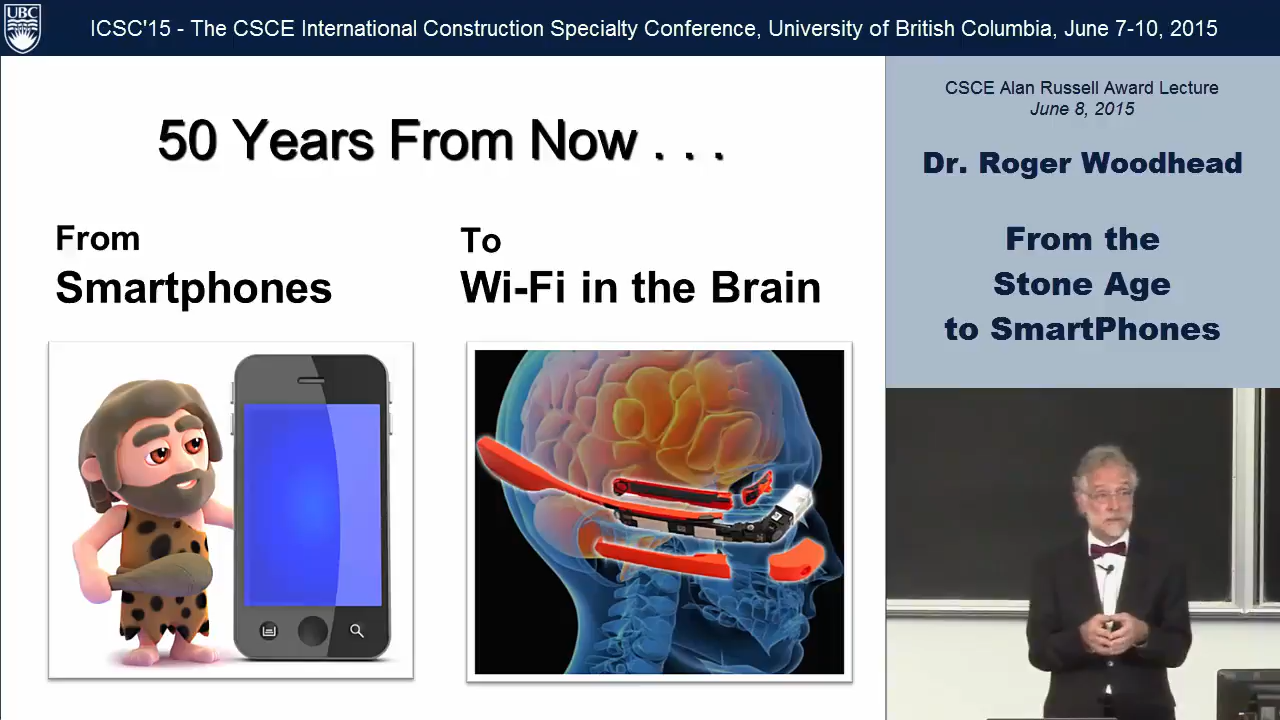 UBC
ICSC'15 - The CSCE International Construction Specialty Conference, University of British Columbia, June 7-10, 2015
50 Years From Now . . .
From
Smartphones
To
Wi-Fi in the Brain
CSCE Alan Russell Award Lecture
June 8, 2015
Dr. Roger Woodhead
From the
Stone Age
to SmartPhones